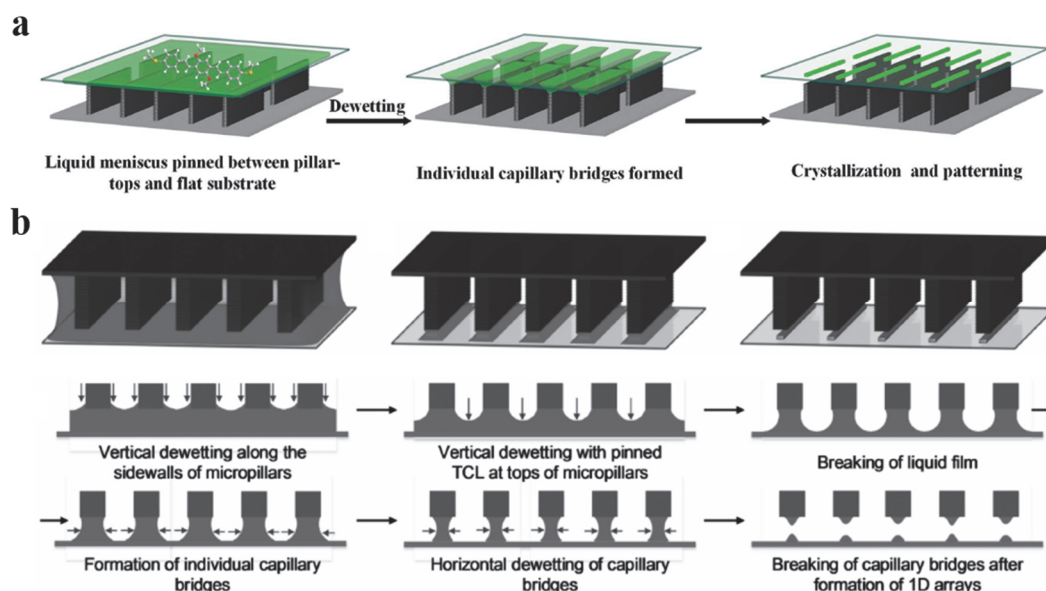 a
Dewetting
Liquid meniscus pinned between pillar-
tops and flat substrate
Individual capillary bridges formed
Crystallization and patterning
b
Vertical dewetting along the
sidewalls of micropillars
Vertical dewetting with pinned
TCL at tops of micropillars
Breaking of liquid film
Formation of individual capillary
bridges
Horizontal dewetting of capillary
bridges
Breaking of capillary bridges after
formation of 1D arrays